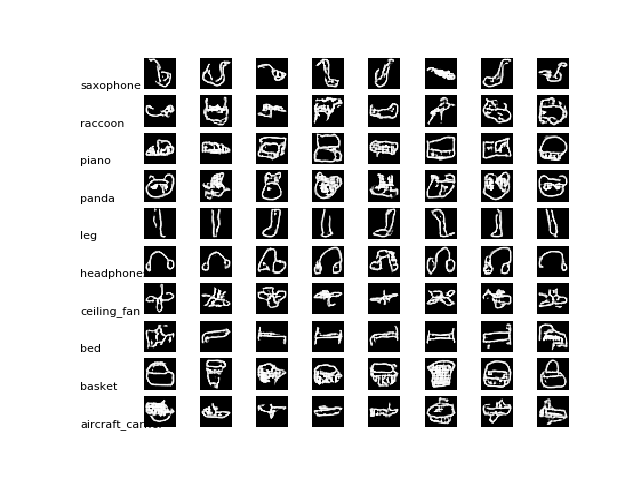 saxophone
raccoon
piano
panda
leg
headphones
ceiling_fan
bed
basket
aircraft_carrier